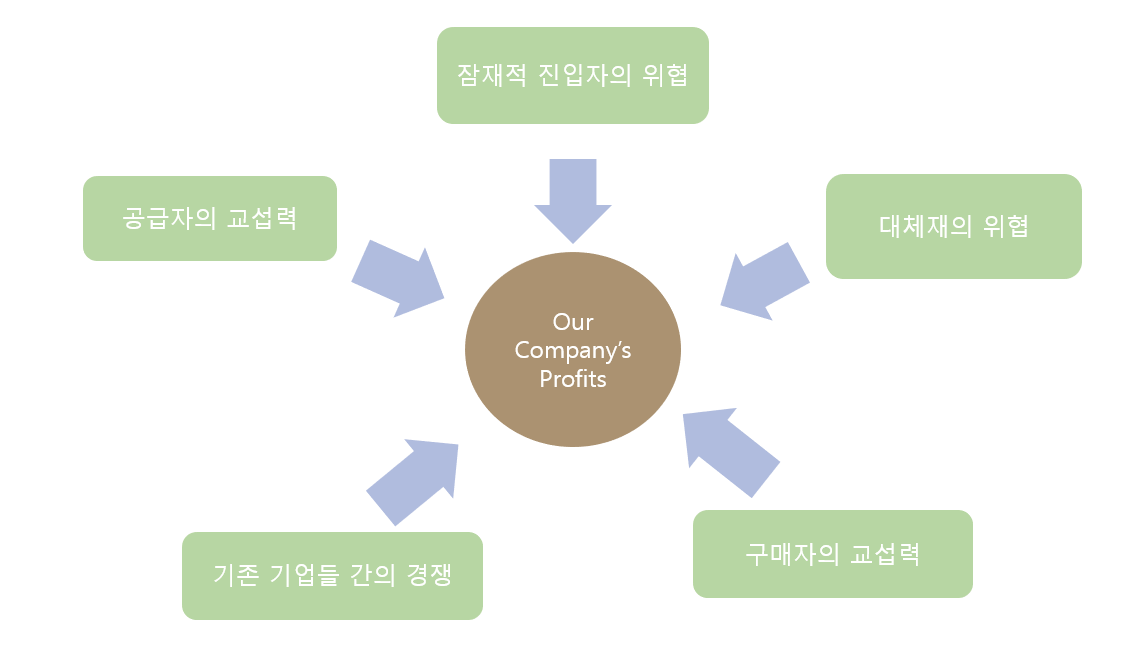 잠재적 진입자의 위협
공급자의 교섭력
대체재의 위협
Our
Company’s
Profits
구매자의 교섭력
기존 기업들 간의 경쟁